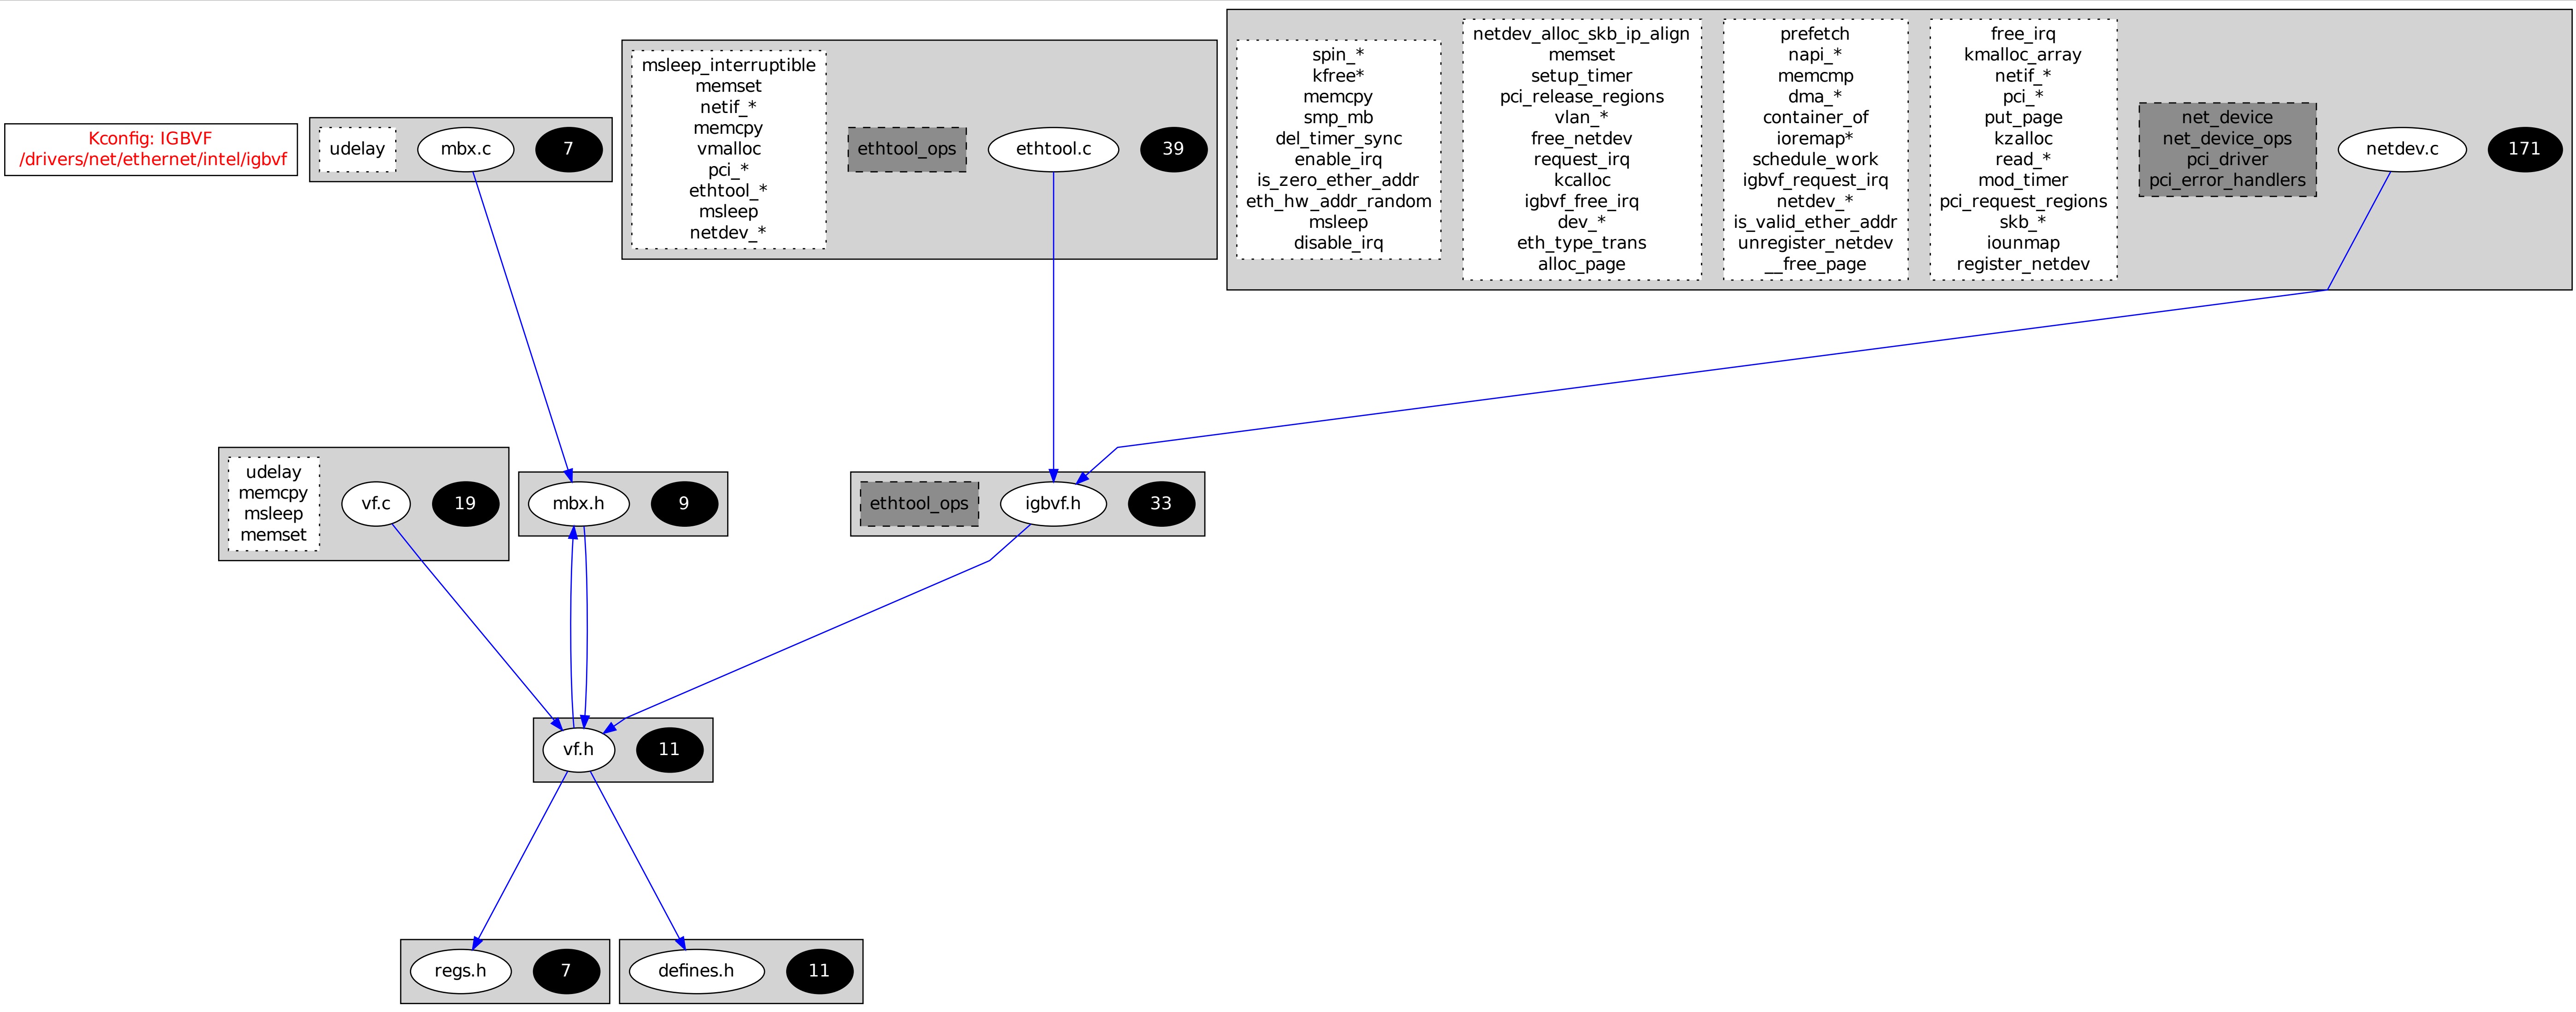 Kconfig: IGBVF
/drivers/net/ethernet/intel/igbvf
udelay
mbx.c
7
msleep_interruptible
memset
netif_*
memcpy
vmalloc
pci_*
ethtool_*
msleep
netdev_*
ethtool_ops
ethtool.c
39
spin_*
kfree*
memcpy
smp_mb
del_timer_sync
enable_irq
is_zero_ether_addr
eth_hw_addr_random
msleep
disable_irq
netdev_alloc_skb_ip_align
memset
setup_timer
pci_release_regions
vlan_*
free_netdev
request_irq
kcalloc
igbvf_free_irq
dev_*
eth_type_trans
alloc_page
prefetch
napi_*
memcmp
dma_*
container_of
ioremap*
schedule_work
igbvf_request_irq
netdev_*
is_valid_ether_addr
unregister_netdev
__free_page
free_irq
kmalloc_array
netif_*
pci_*
put_page
kzalloc
read_*
mod_timer
pci_request_regions
skb_*
iounmap
register_netdev
net_device
net_device_ops
pci_driver
pci_error_handlers
netdev.c
171
udelay
memcpy
msleep
memset
vf.c
19
mbx.h
9
ethtool_ops
igbvf.h
33
vf.h
11
regs.h
7
defines.h
11